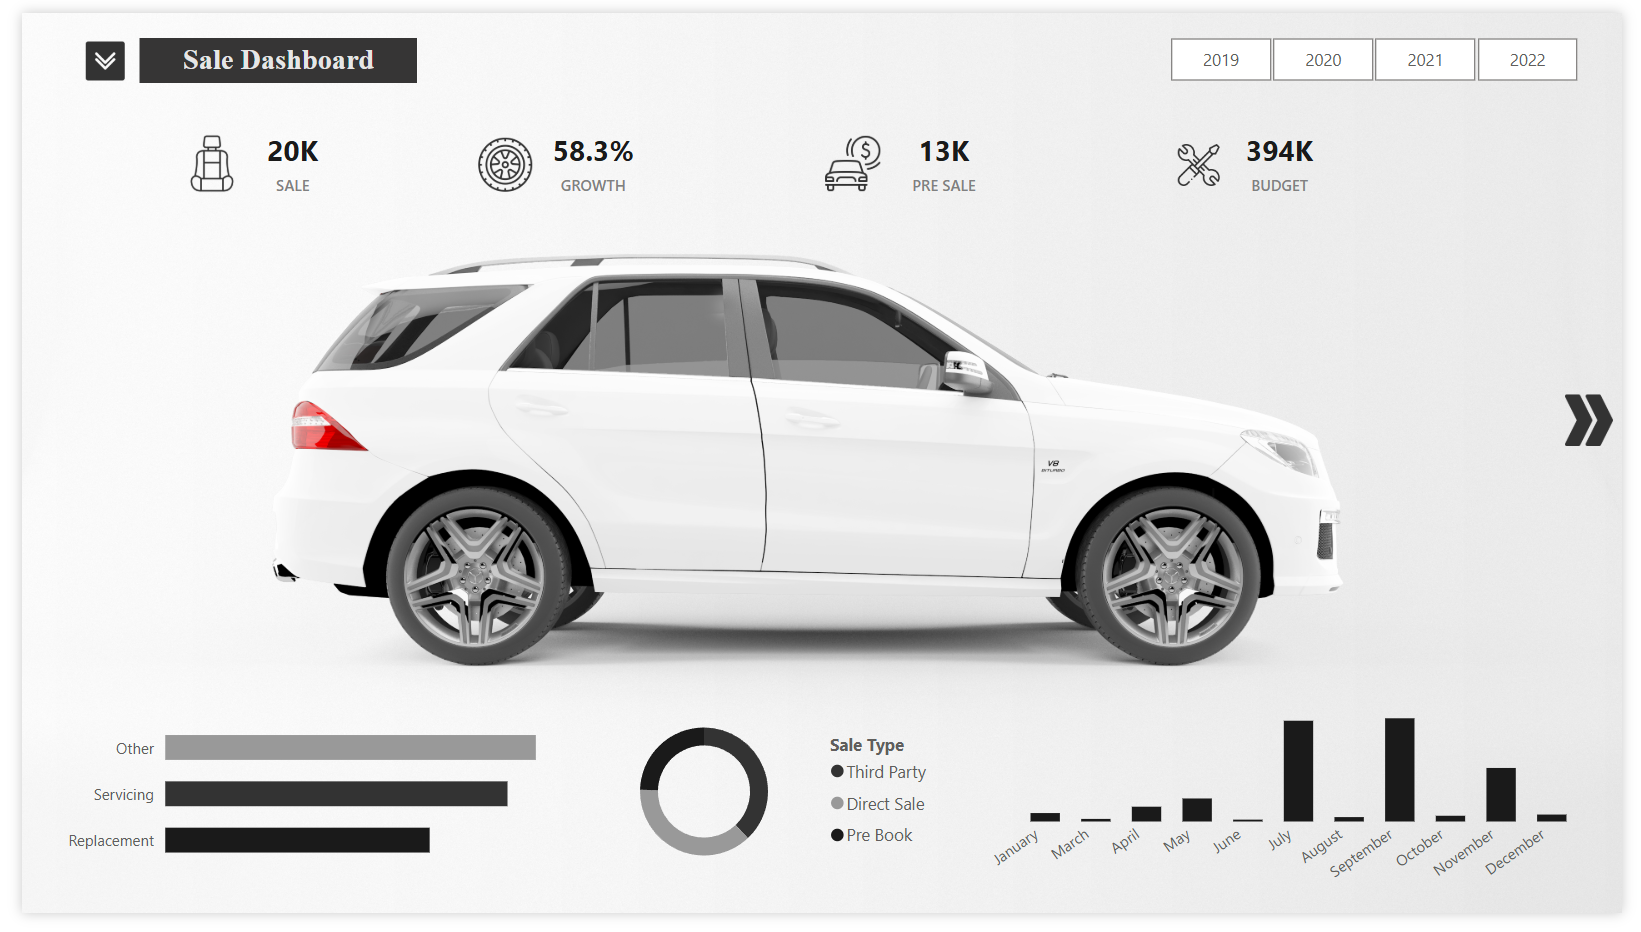 Sale Dashboard
2019 2020 2021 2022
20K 58.3% 13K 394K
SALE GROWTH PRE SALE BUDGET
V8
BITURBO
Other
Servicing
Replacement
Sale Type
Third Party
Direct Sale
Pre Book
January March April May June July August September October November December